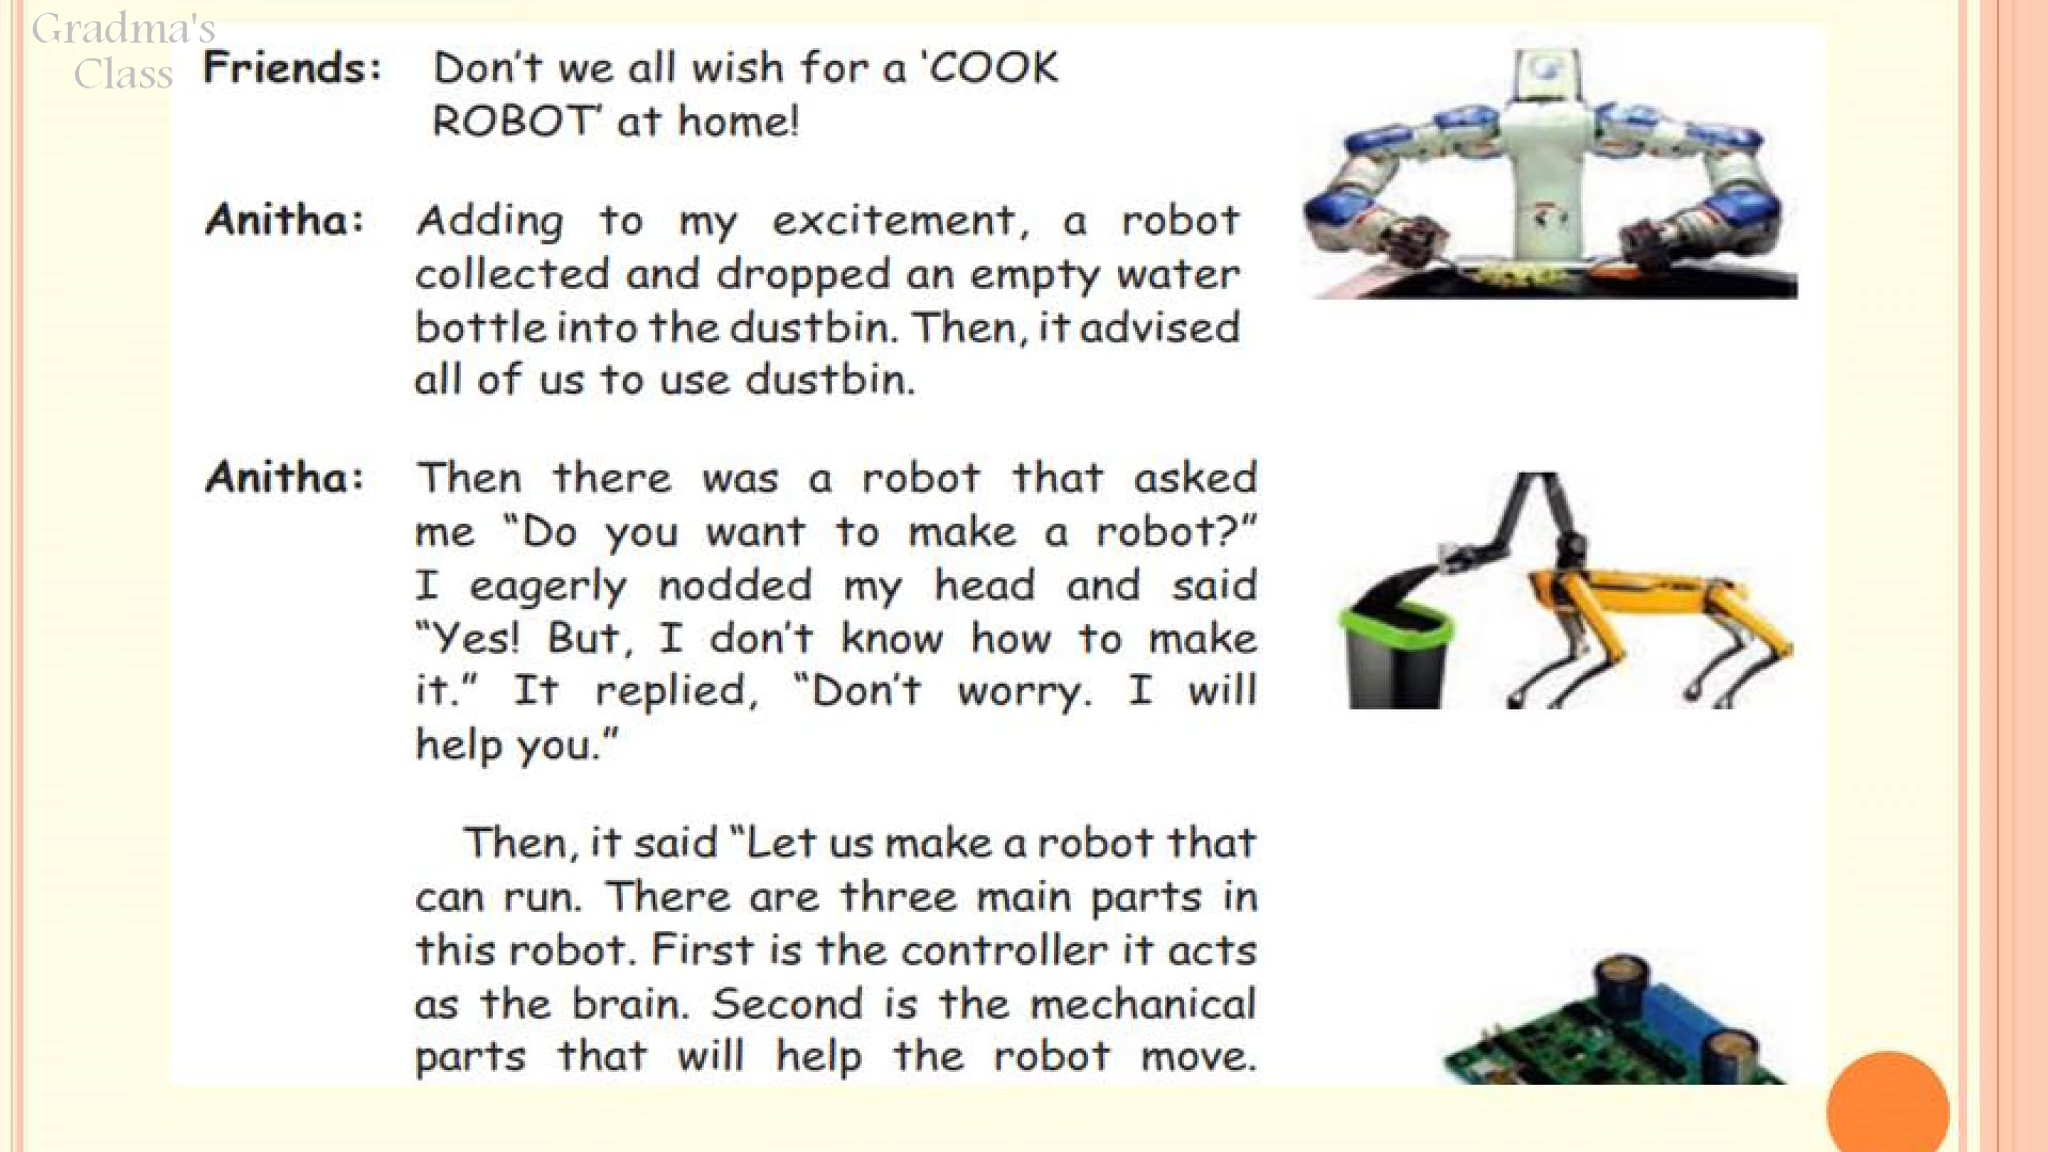 Gradma's
Class
Friends: Don't we all wish for a 'COOK
ROBOT' at home!
Anitha: Adding to my excitement, a robot
collected and dropped an empty water
bottle into the dustbin. Then, it advised
all of us to use dustbin.
Anitha: Then there was a robot that asked
me “Do you want to make a robot?”
I eagerly nodded my head and said
“Yes! But, I don't know how to make
it.” It replied, “Don't worry. I will
help you.”
Then, it said “Let us make a robot that
can run. There are three main parts in
this robot. First is the controller it acts
as the brain. Second is the mechanical
parts that will help the robot move.